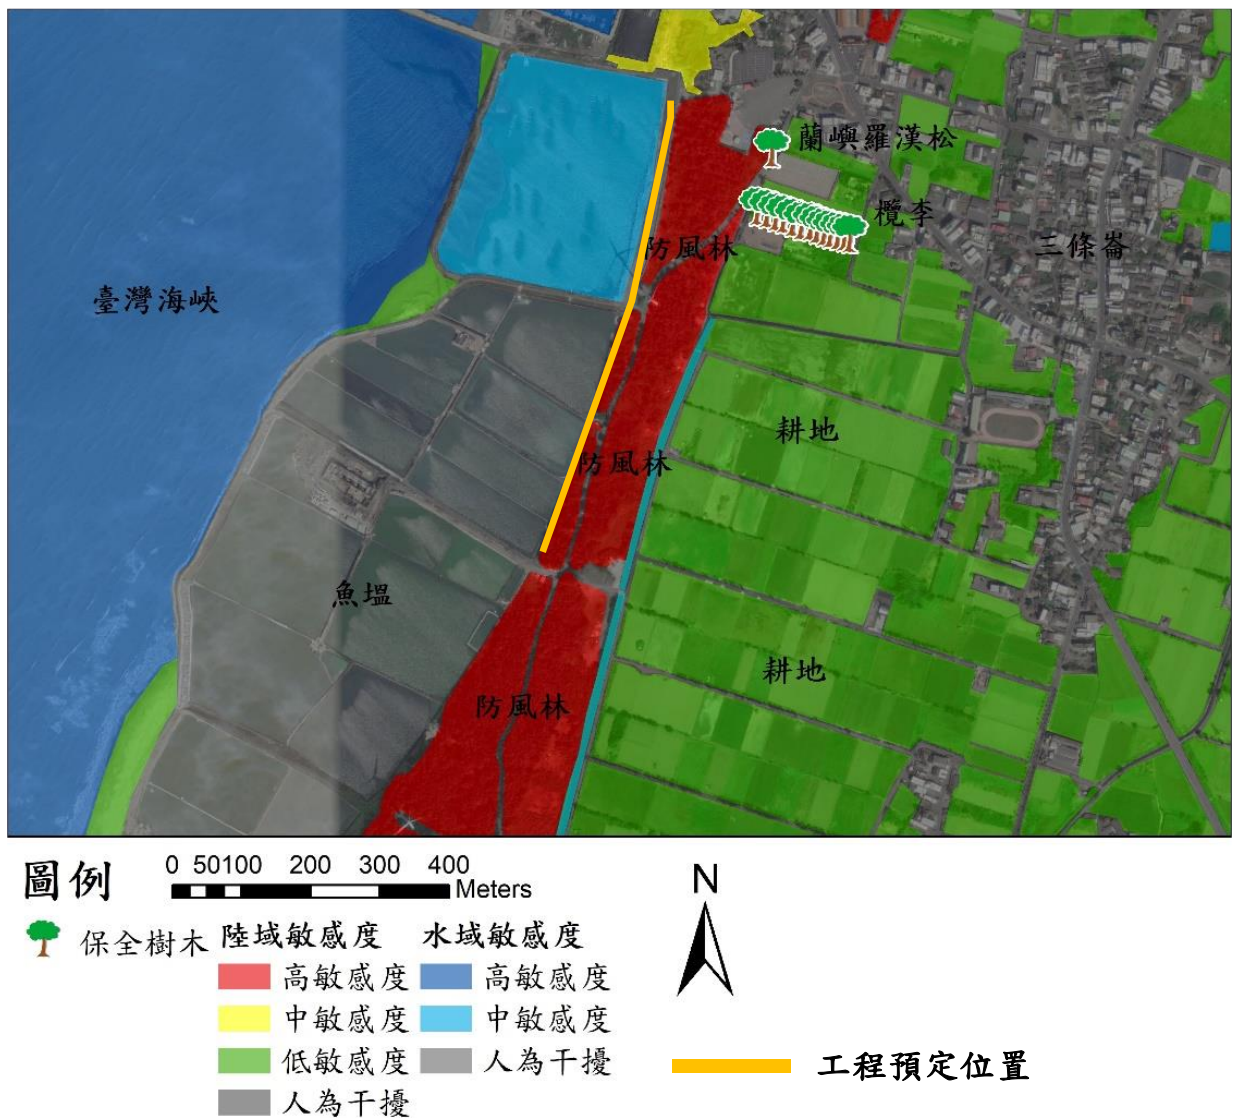 蘭嶼羅漢松
欖李
防風林
三條崙
臺灣海峽
耕地
防風林
魚塭
耕地
防風林
圖例
0 50100 200 300 400
Meters
N
保全樹木
陸域敏感度 水域敏感度
高敏感度 高敏感度
中敏感度 中敏感度
低敏感度 人為干擾
人為干擾
工程預定位置